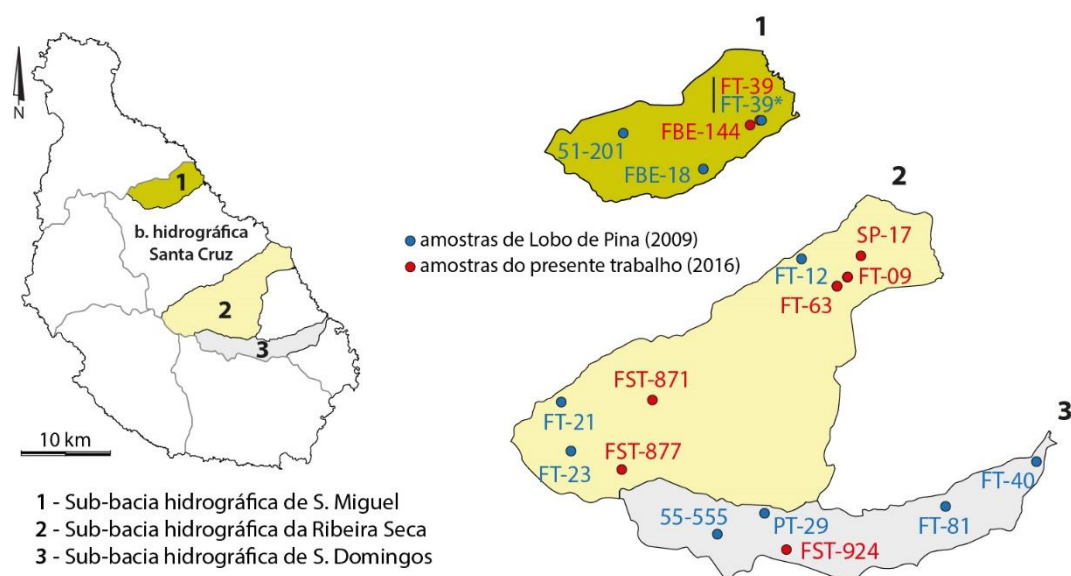 N
1
b. hidrográfica
Santa Cruz
2
3
10 km
1 - Sub-bacia hidrográfica de S. Miguel
2 - Sub-bacia hidrográfica da Ribeira Seca
3 - Sub-bacia hidrográfica de S. Domingos
1
FT-39
FT-39*
FBE-144
51-201
FBE-18
amostras de Lobo de Pina (2009)
amostras do presente trabalho (2016)
2
SP-17
FT-12
FT-09
FT-63
FST-871
FT-21
FST-877
FT-23
3
FT-40
55-555
PT-29
FT-81
FST-924